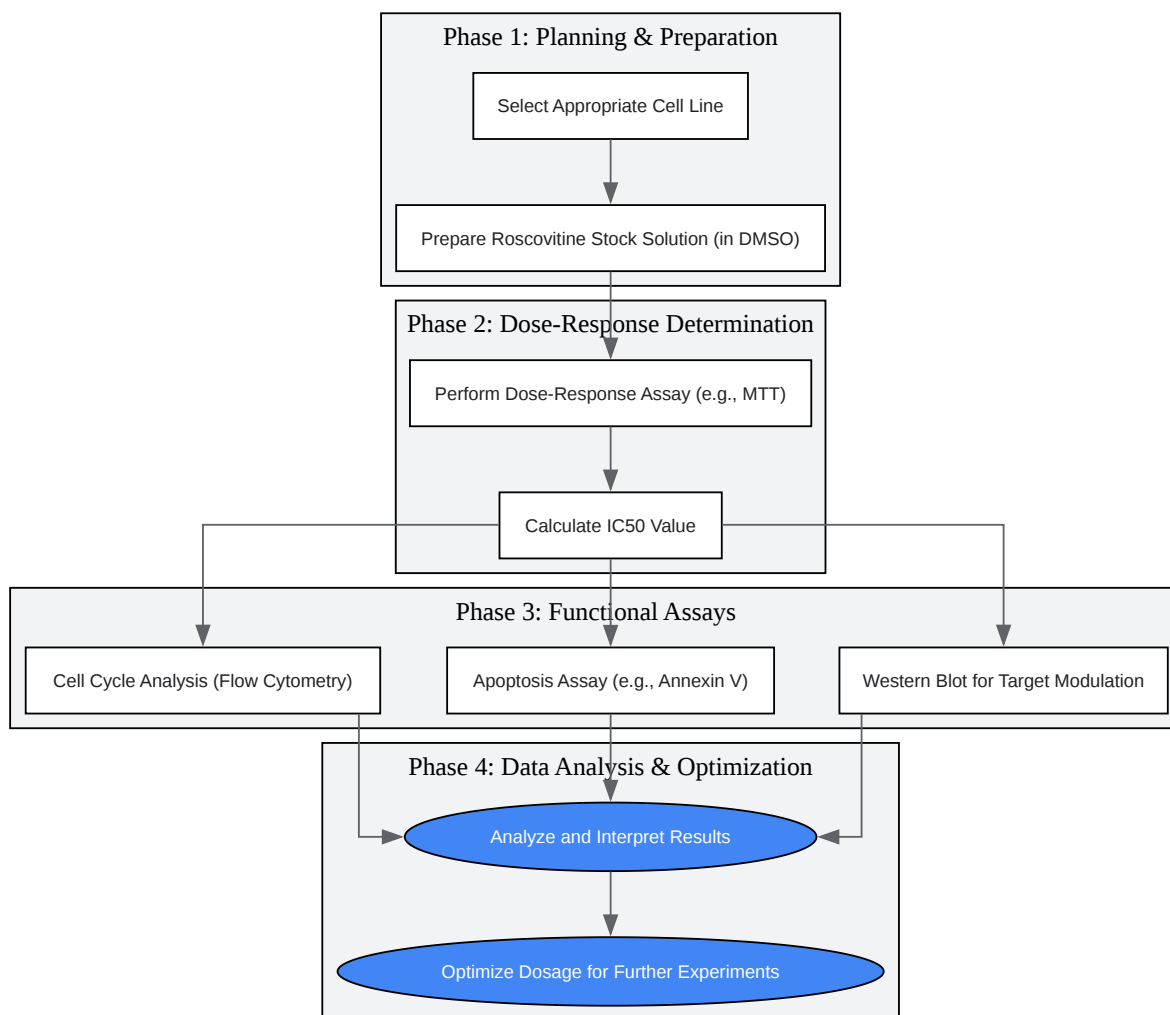 Phase 1: Planning & Preparation
Select Appropriate Cell Line
Prepare Roscovitine Stock Solution (in DMSO)
Phase 2: Dose-Response Determination
Perform Dose-Response Assay (e.g., MTT)
Calculate IC50 Value
Phase 3: Functional Assays
Cell Cycle Analysis (Flow Cytometry)
Apoptosis Assay (e.g., Annexin V)
Western Blot for Target Modulation
Phase 4: Data Analysis & Optimization
Analyze and Interpret Results
Optimize Dosage for Further Experiments